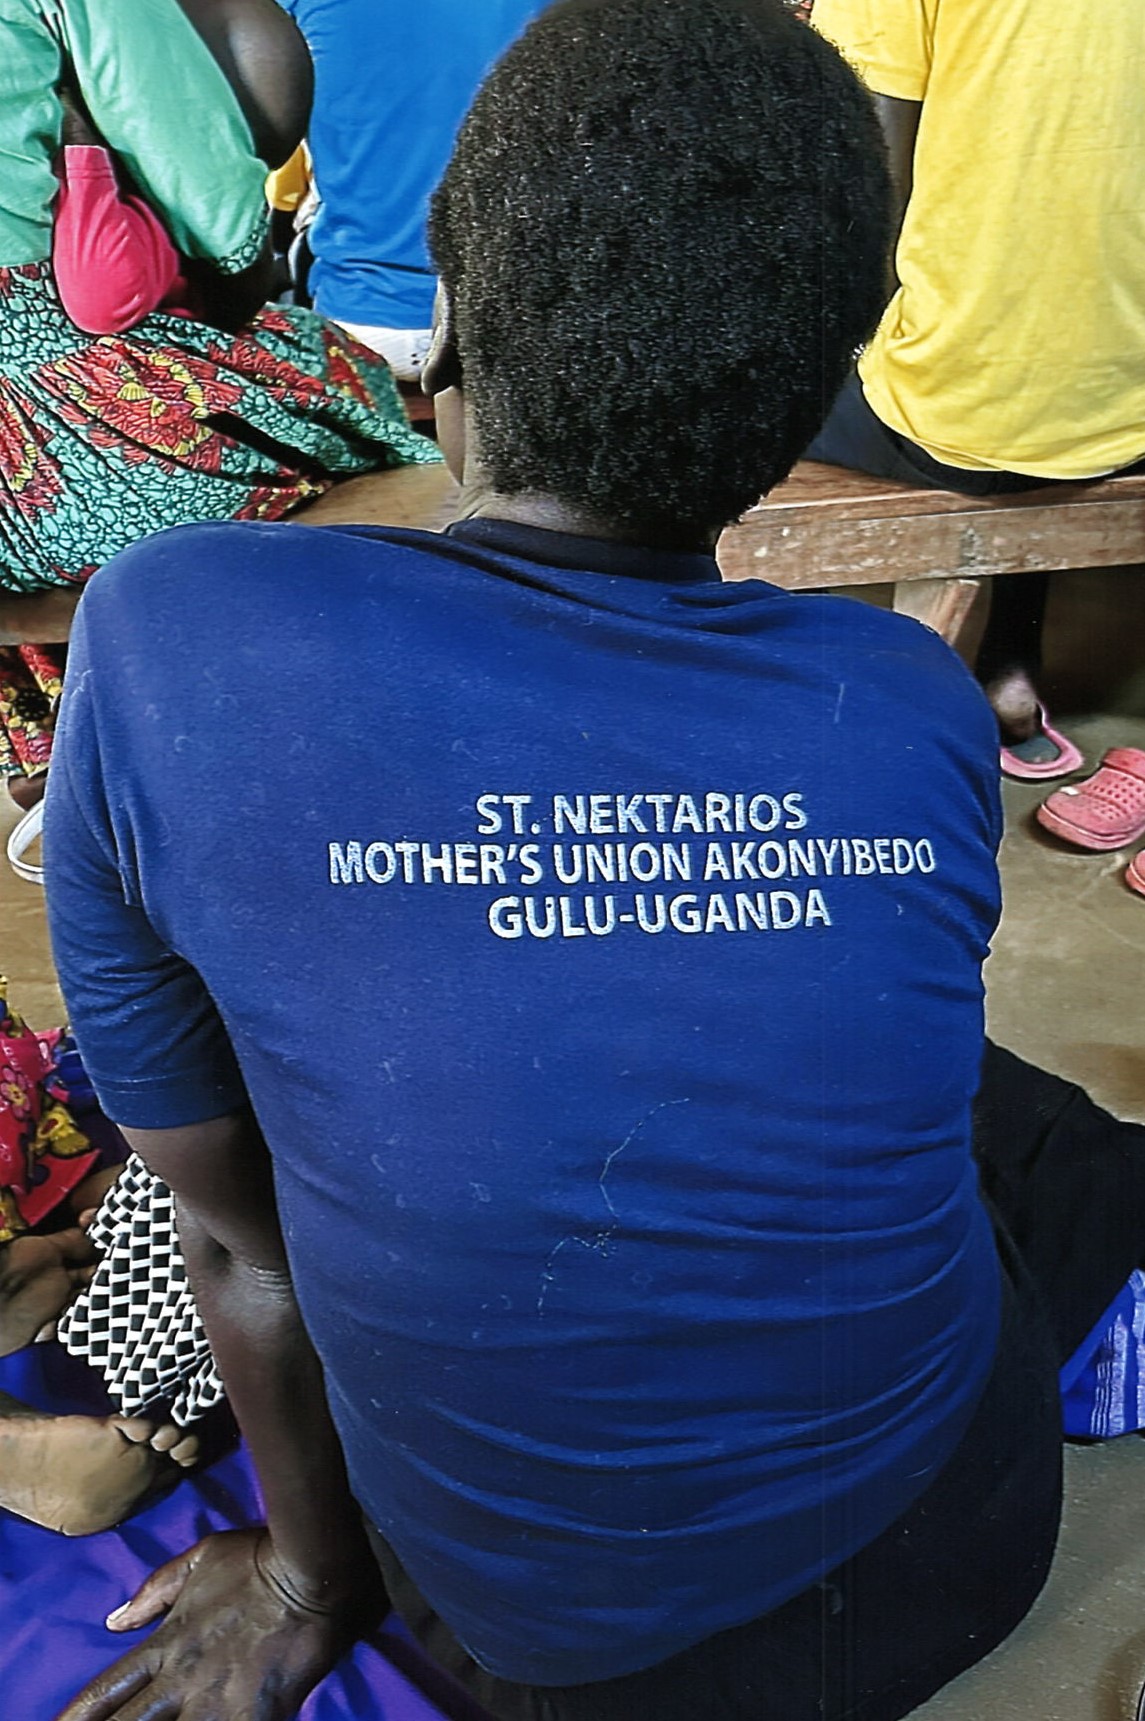 ST. NEKTARIOS
MOTHER'S UNION AKONYIBEDO
GULU-UGANDA